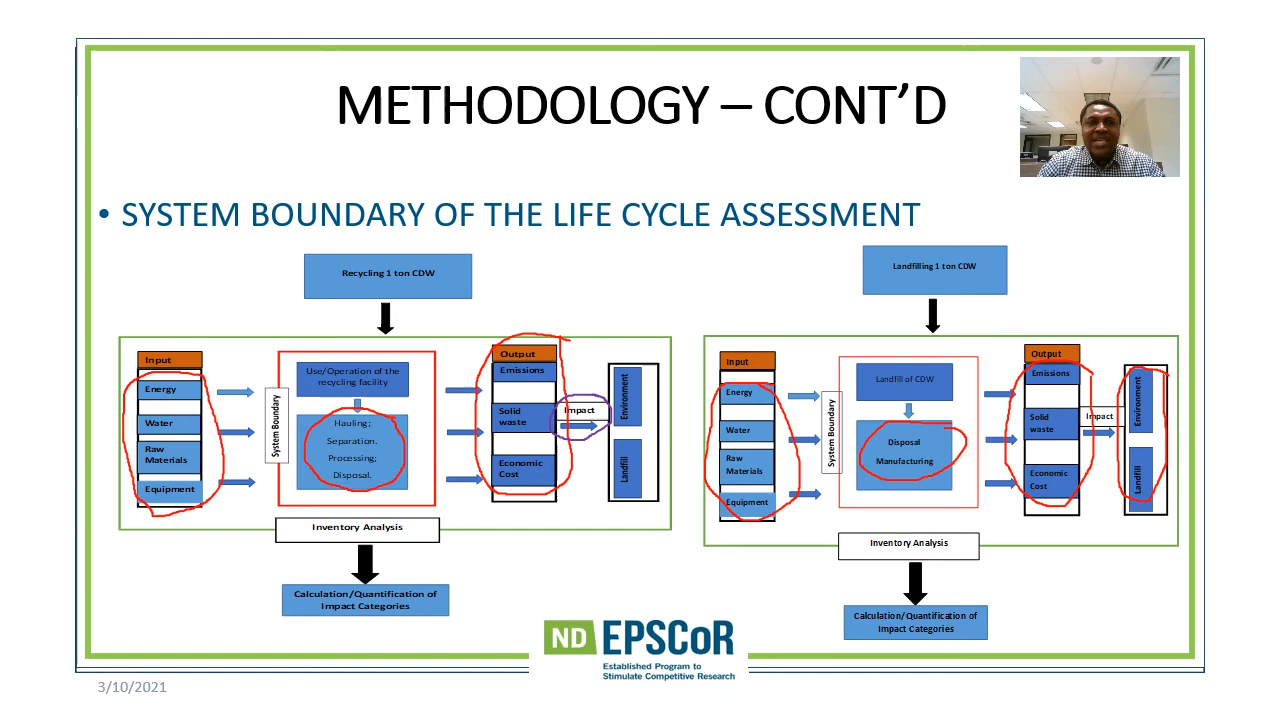 METHODOLOGY – CONT’D
• SYSTEM BOUNDARY OF THE LIFE CYCLE ASSESSMENT
Recycling 1 ton CDW
Input
Energy
Water
Raw
Materials
Equipment
System Boundary
Use/Operation of the
recycling facility
Hauling;
Separation.
Processing;
Disposal.
Output
Emissions
Solid
waste
Economic
Cost
Impact
Environment
Landfill
Inventory Analysis
Calculation/Quantification of
Impact Categories
Landfilling 1 ton CDW
Input
Energy
Water
Raw
Materials
Equipment
System Boundary
Landfill of CDW
Disposal
Manufacturing
Output
Emissions
Solid
waste
Economic
Cost
Impact
Environment
Landfill
Inventory Analysis
Calculation/Quantification of
Impact Categories
ND EPSCoR
Established Program to
Stimulate Competitive Research
3/10/2021